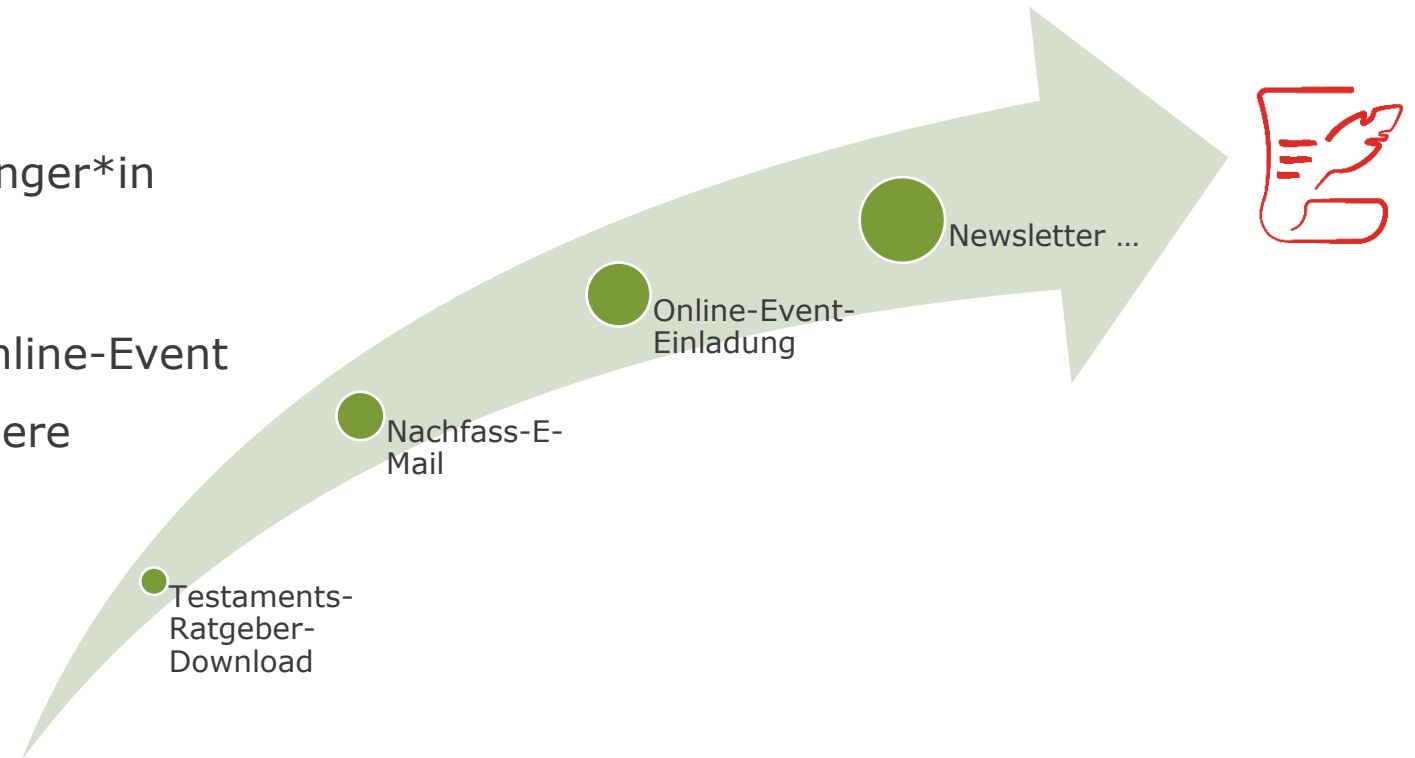 nger*in
nline-Event
ere
Newsletter …
Online-Event-
Einladung
Nachfass-E-
Mail
Testaments-
Ratgeber-
Download